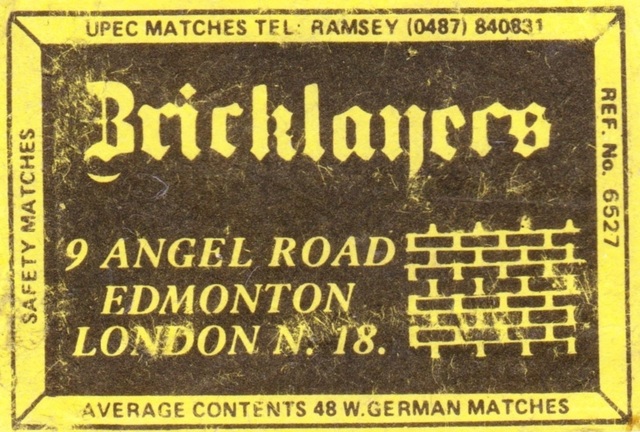 UPEC MATCHES TEL: RAMSEY (0487) 840831
SAFETY MATCHES
Bricklayers
9 ANGEL ROAD
EDMONTON
LONDON N. 18.
REF. No. 6527
AVERAGE CONTENTS 48 W.GERMAN MATCHES